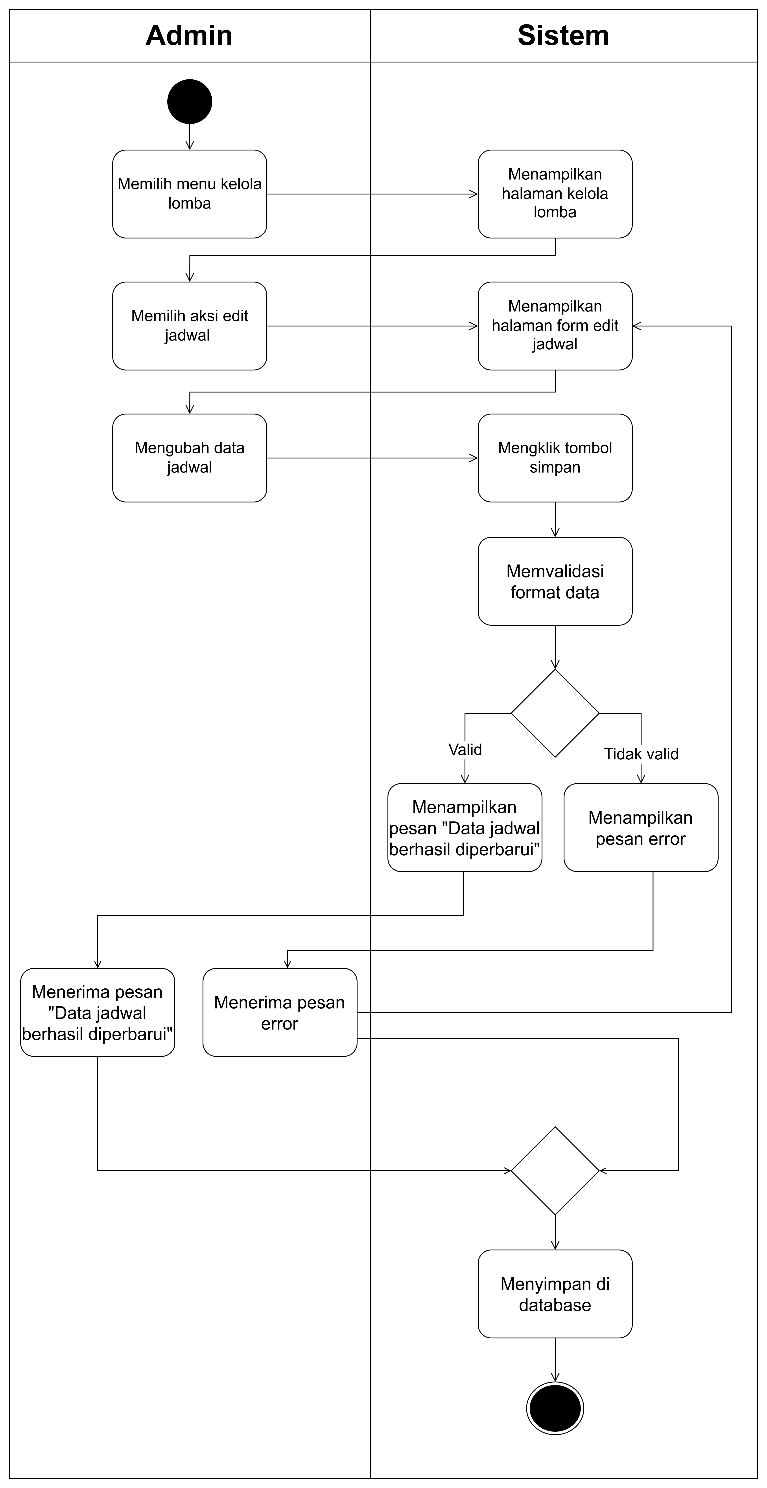 Admin
Sistem
Memilih menu kelola
lomba
Menampilkan
halaman kelola
lomba
Memilih aksi edit
jadwal
Menampilkan
halaman form edit
jadwal
Mengubah data
jadwal
Mengklik tombol
simpan
Memvalidasi
format data
Valid
Tidak valid
Menampilkan
pesan "Data jadwal
berhasil diperbarui"
Menampilkan
pesan error
Menerima pesan
"Data jadwal
berhasil diperbarui"
Menerima pesan
error
Menyimpan di
database